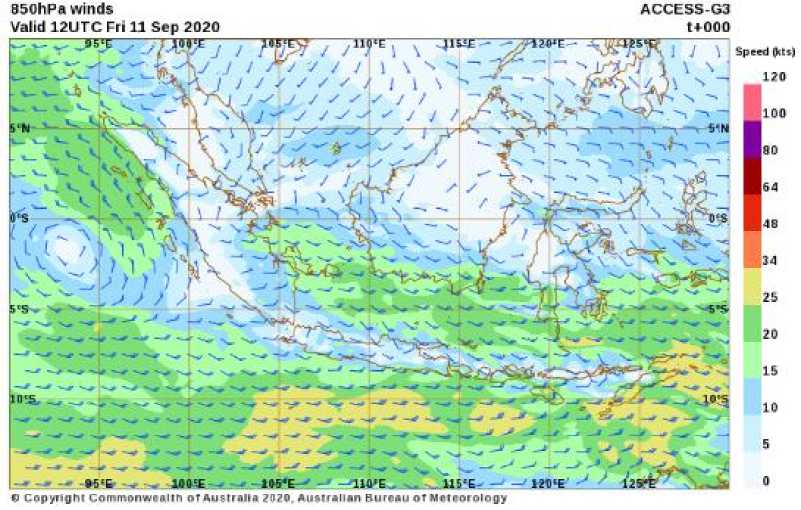 850hPa winds
ACCESS-G3
Valid 12UTC Fri 11 Sep 2020
t+000
95°E 100°E 105°E 110°E 115°E 120°E 125°E
Speed (kts)
120
100
80
64
48
34
25
20
15
10
5
0
5°N 5°N
0°S 0°S
5°S 5°S
10°S 10°S
95°E 100°E 105°E 110°E 115°E 120°E 125°E
© Copyright Commonwealth of Australia 2020, Australian Bureau of Meteorology